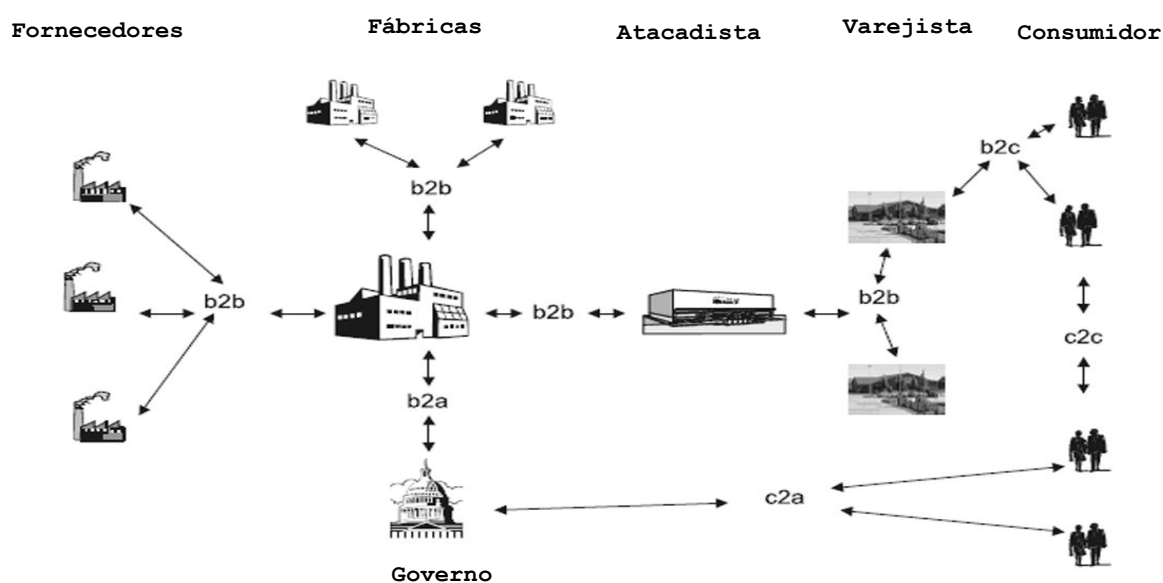 Fornecedores
Fábricas
Atacadista
Varejista
Consumidor
b2c
b2b
b2b
b2b
b2b
c2c
b2a
c2a
Governo